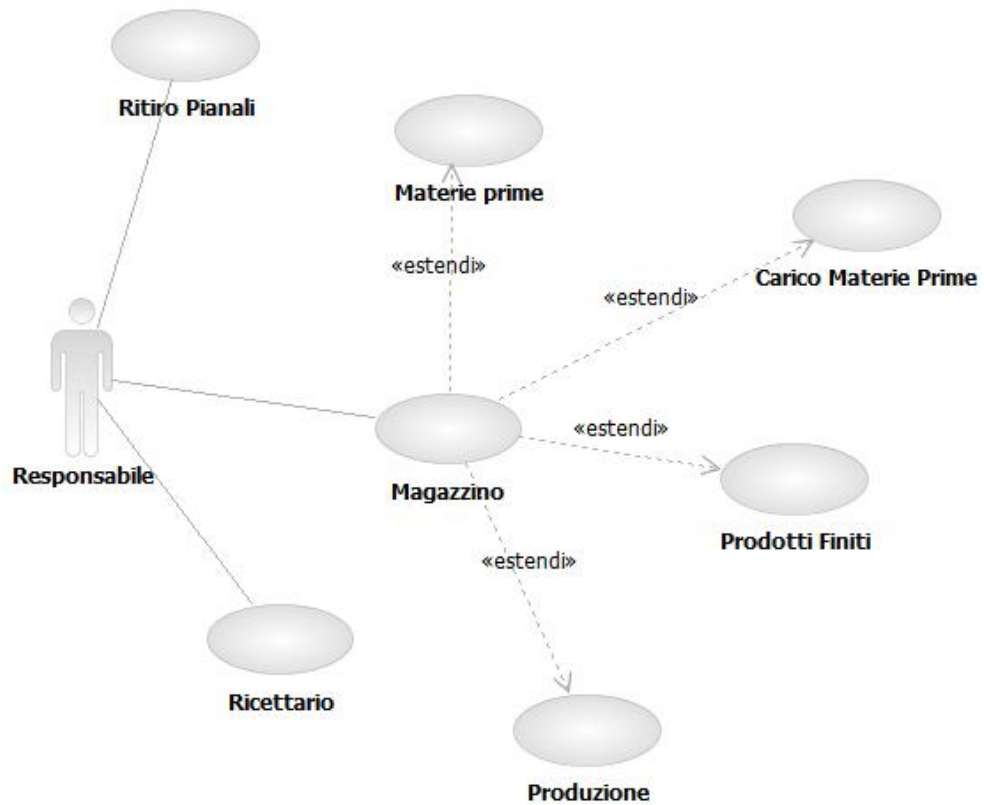 Ritiro Pianali
Materie prime
«estendi»
Carico Materie Prime
«estendi»
«estendi»
Responsabile
Magazzino
Prodotti Finiti
«estendi»
Ricettario
Produzione